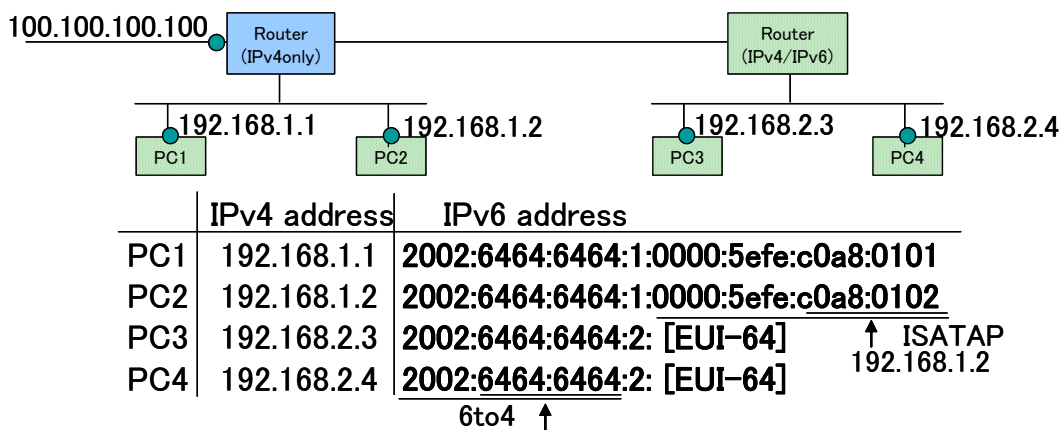 100.100.100.100
Router
(IPv4only)
Router
(IPv4/IPv6)
192.168.1.1
192.168.1.2
192.168.2.3
192.168.2.4
PC1
PC2
PC3
PC4
IPv4 address IPv6 address
PC1 192.168.1.1 2002:6464:6464:1:0000:5efe:c0a8:0101
PC2 192.168.1.2 2002:6464:6464:1:0000:5efe:c0a8:0102
PC3 192.168.2.3 2002:6464:6464:2: [EUI-64]
ISATAP
192.168.1.2
PC4 192.168.2.4 2002:6464:6464:2: [EUI-64]
6to4